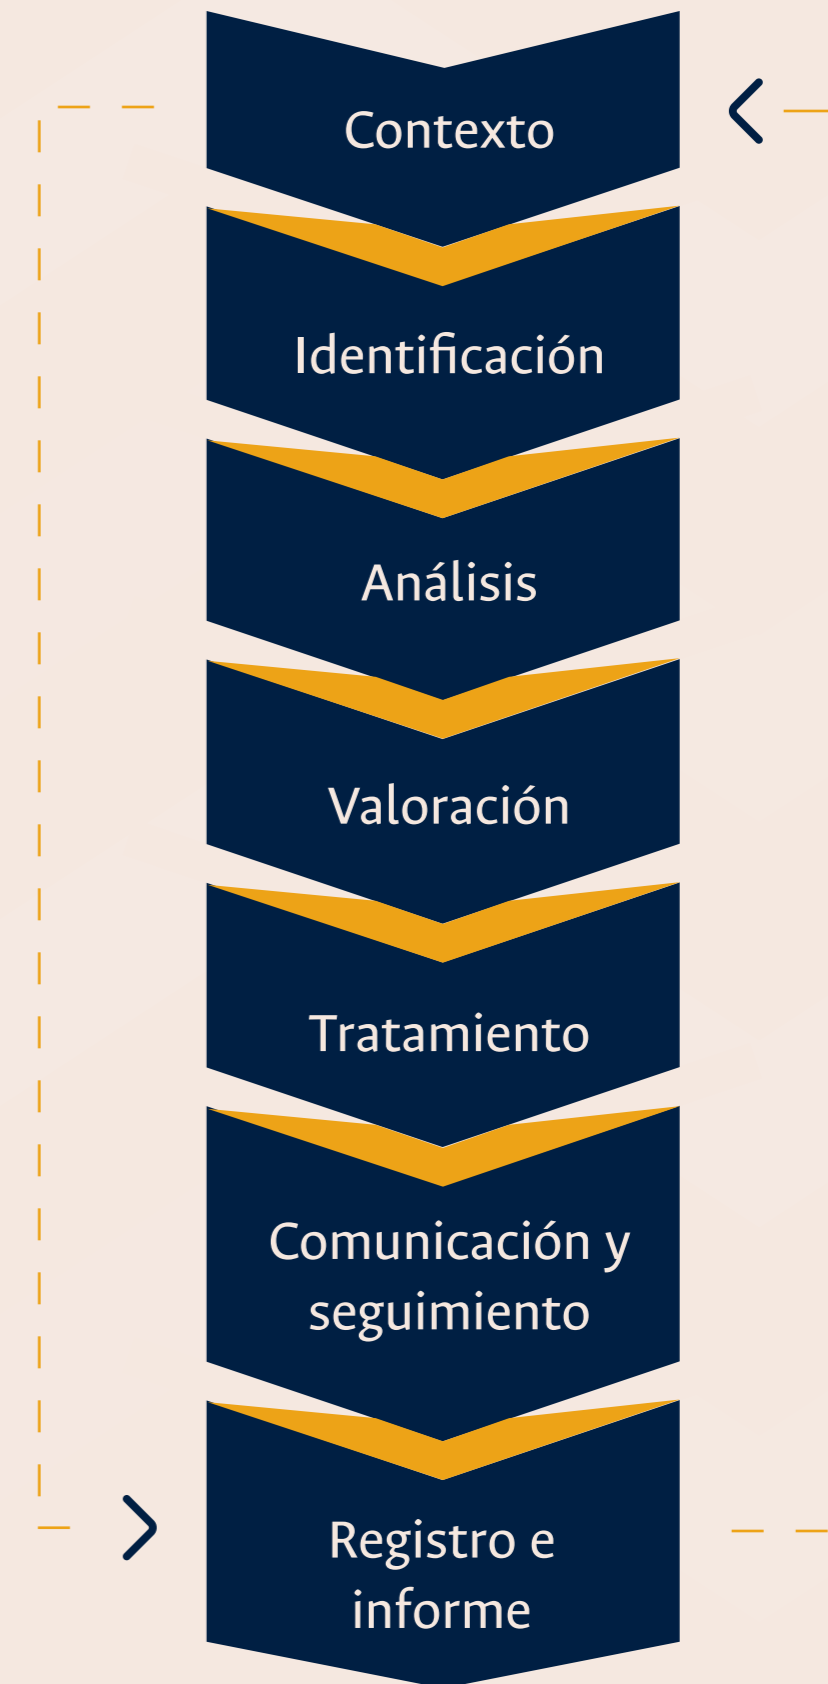 Contexto
Identificación
Análisis
Valoración
Tratamiento
Comunicación y
seguimiento
Registro e
informe